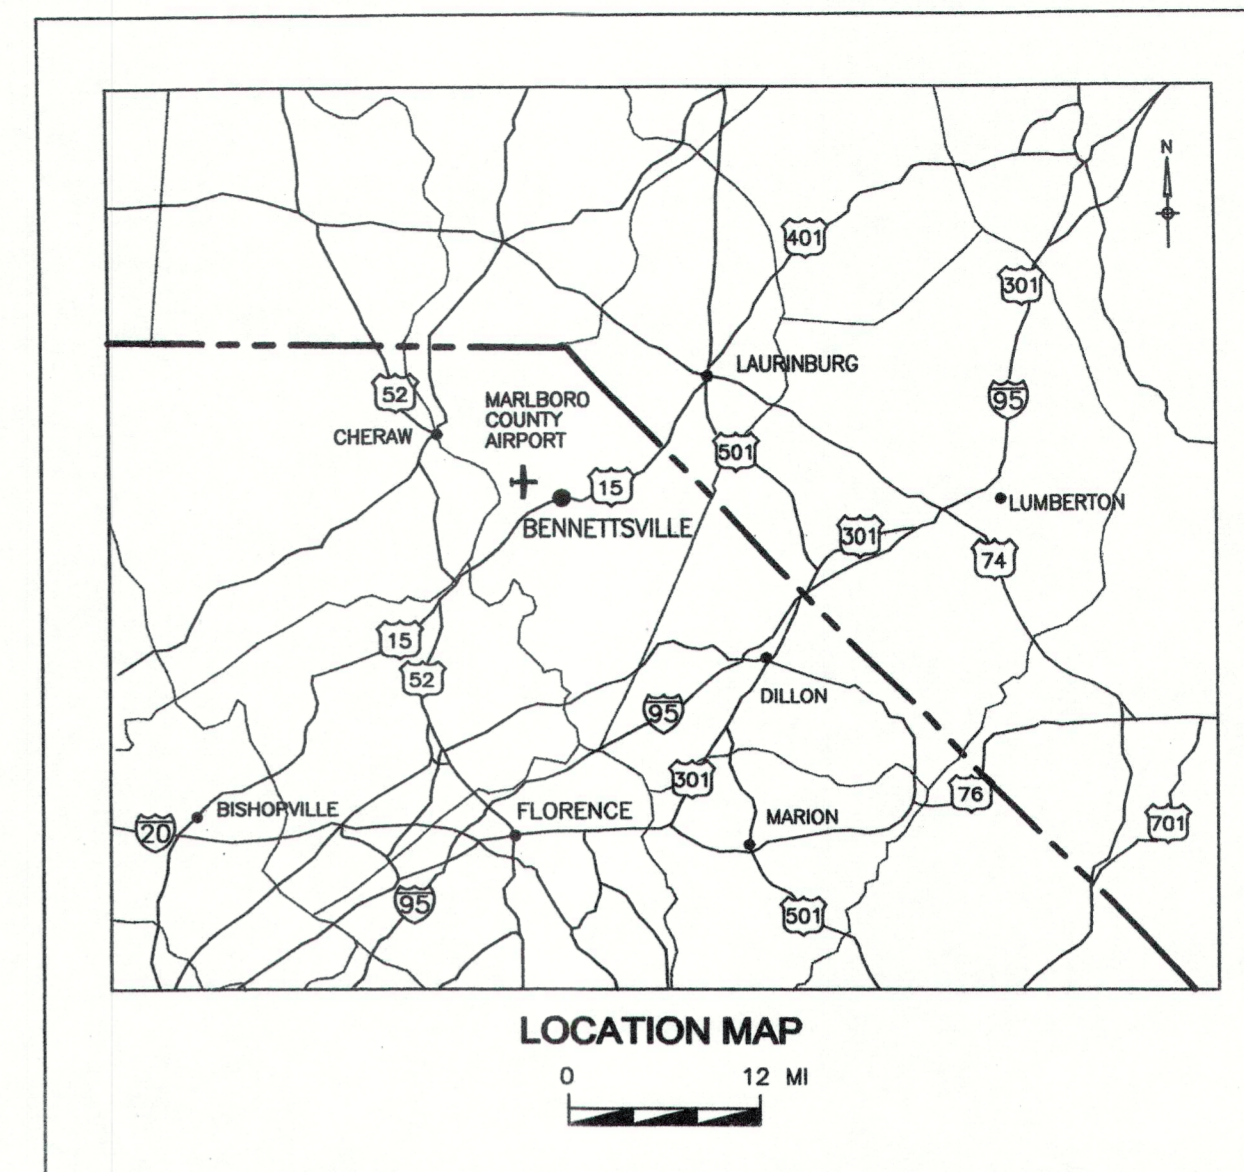 N
401
301
LAURINBURG
52
MARLBORO
COUNTY
AIRPORT
95
CHERAW
501
15
LUMBERTON
BENNETTSVILLE
301
74
15
52
DILLON
95
301
76
BISHOPVILLE
FLORENCE
MARION
20
701
95
501
LOCATION MAP
0 12 MI